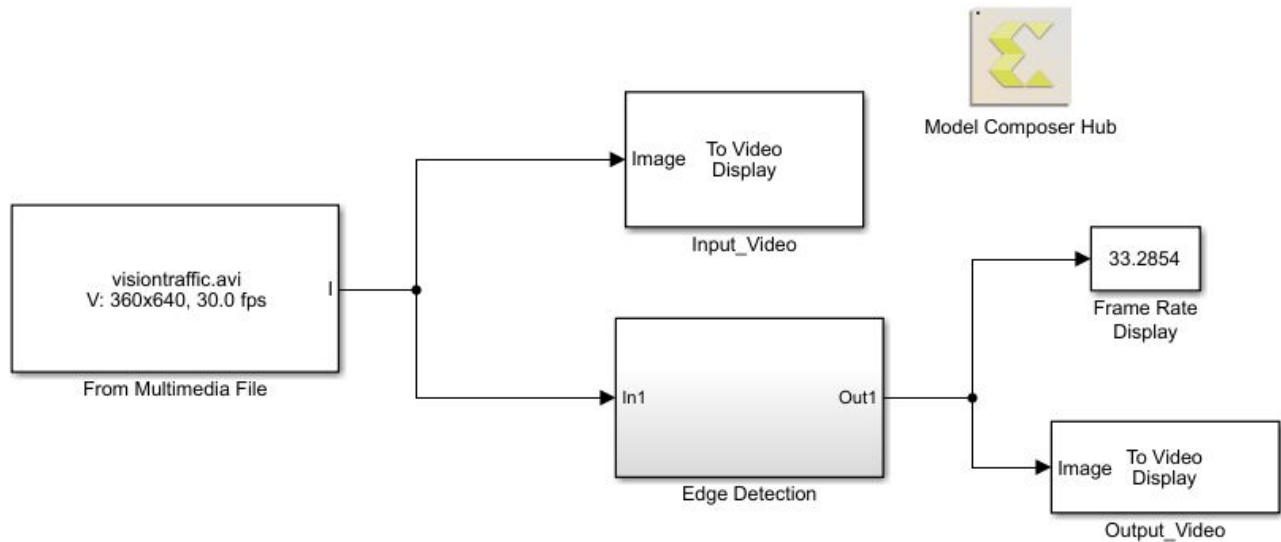 Model Composer Hub
Image
To Video
Display
Input_Video
visiontraffic.avi
V: 360x640, 30.0 fps
I
From Multimedia File
33.2854
Frame Rate
Display
In1
Out1
Edge Detection
Image
To Video
Display
Output_Video